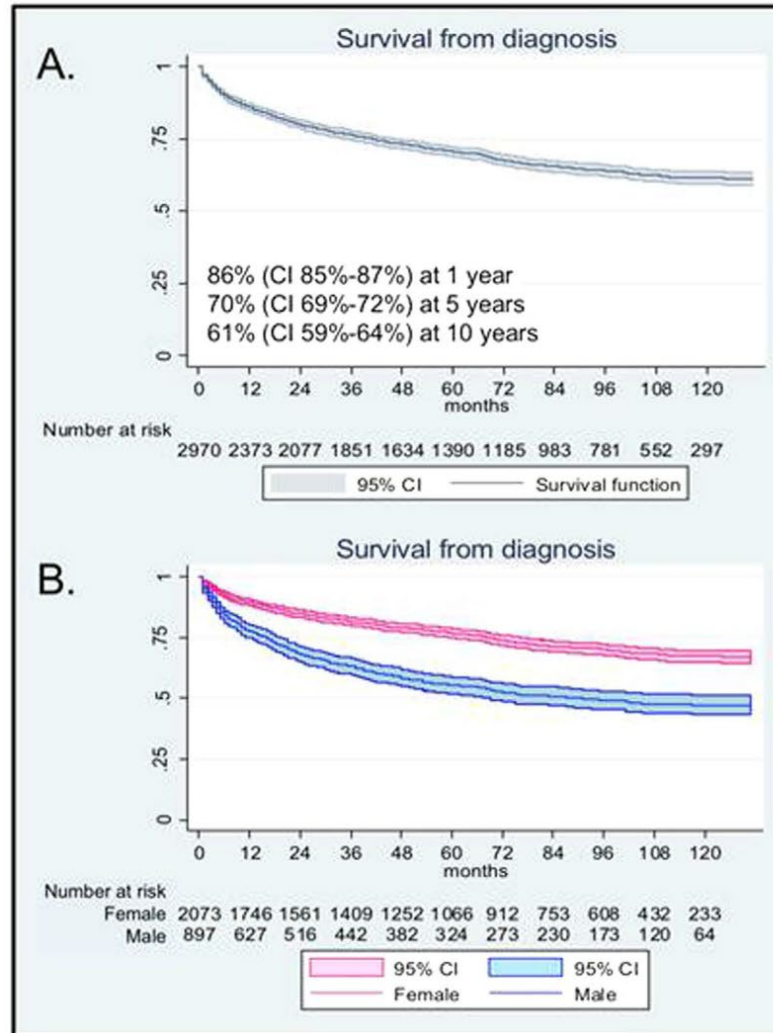 Survival from diagnosis
A.
1
.75
.5
.25
0
86% (CI 85%-87%) at 1 year
70% (CI 69%-72%) at 5 years
61% (CI 59%-64%) at 10 years
0 12 24 36 48 60 72 84 96 108 120
months
Number at risk
2970 2373 2077 1851 1634 1390 1185 983 781 552 297
95% CI Survival function
Survival from diagnosis
B.
1
.75
.5
.25
0
0 12 24 36 48 60 72 84 96 108 120
months
Number at risk
Female 2073 1746 1561 1409 1252 1066 912 753 608 432 233
Male 897 627 516 442 382 324 273 230 173 120 64
95% CI 95% CI
Female Male